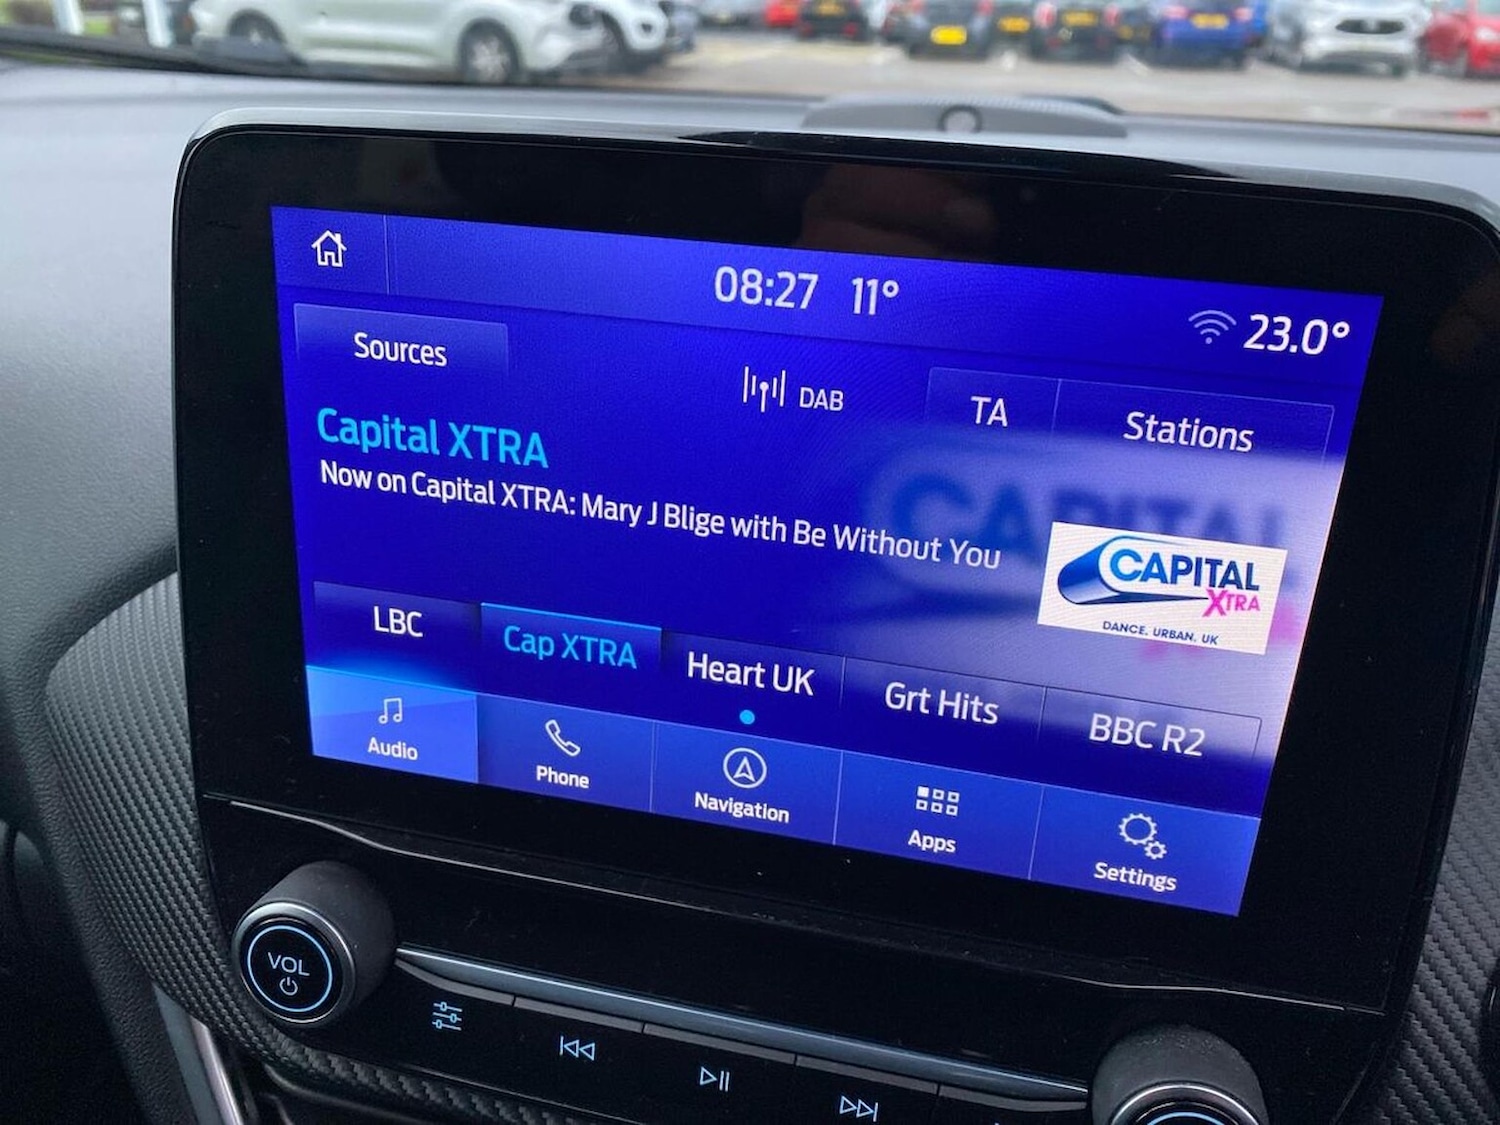 08:27 11°
23.0°
Sources
DAB
TA
Stations
Capital XTRA
Now on Capital XTRA: Mary J Blige with Be Without You
CAPITAL
CAPITAL
XTRA
DANCE. URBAN. UK
LBC
Cap XTRA
Heart UK
Grt Hits
BBC R2
Audio
Phone
Navigation
Apps
Settings
VOL